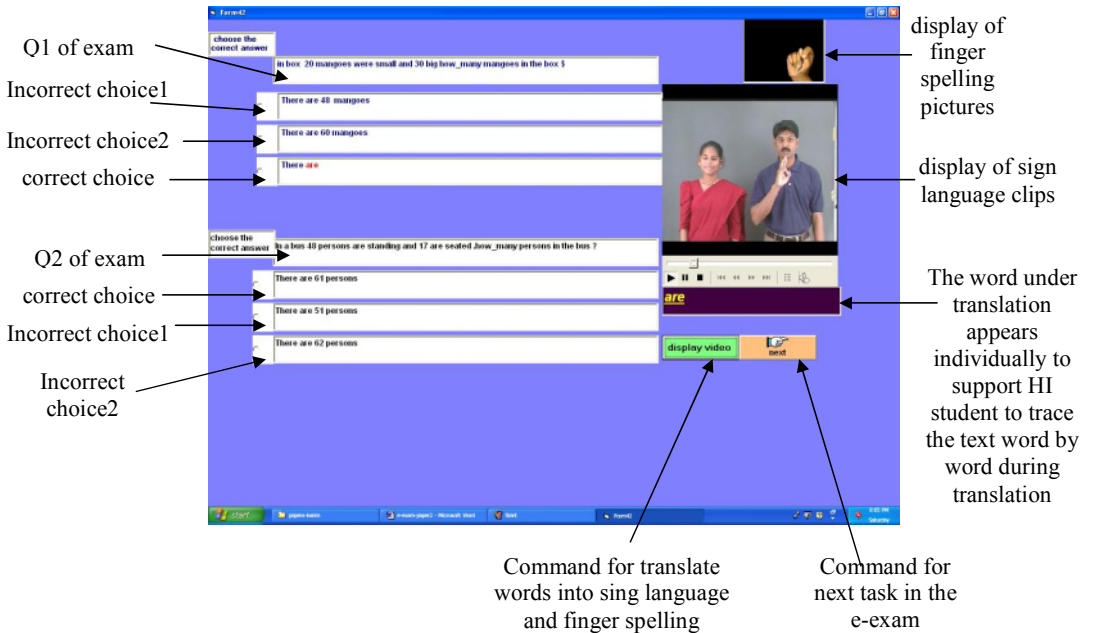 Form42
choose the
correct answer
in box 20 mangoes were small and 30 big how_many mangoes in the box $
There are 48 mangoes
There are 60 mangoes
There are
choose the
correct answer
In a bus 48 persons are standing and 17 are seated ,how_many persons in the bus ?
There are 61 persons
There are 51 persons
There are 62 persons
are
display video
next
start
e-exam-paper2 - Microsoft Word
Form42
Saturday
Q1 of exam
Incorrect choice1
Incorrect choice2
correct choice
Q2 of exam
correct choice
Incorrect choice1
Incorrect
choice2
display of
finger
spelling
pictures
display of sign
language clips
The word under
translation
appears
individually to
support HI
student to trace
the text word by
word during
translation
Command for translate
words into sing language
and finger spelling
Command for
next task in the
e-exam